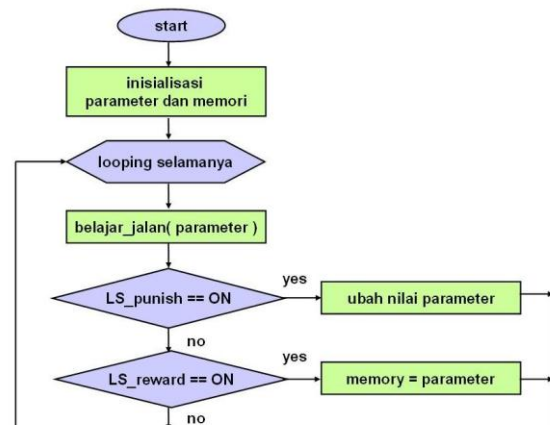 start
inisialisasi
parameter dan memori
looping selamanya
belajar_jalan( parameter )
LS_punish == ON
yes
ubah nilai parameter
no
LS_reward == ON
yes
memory = parameter
no